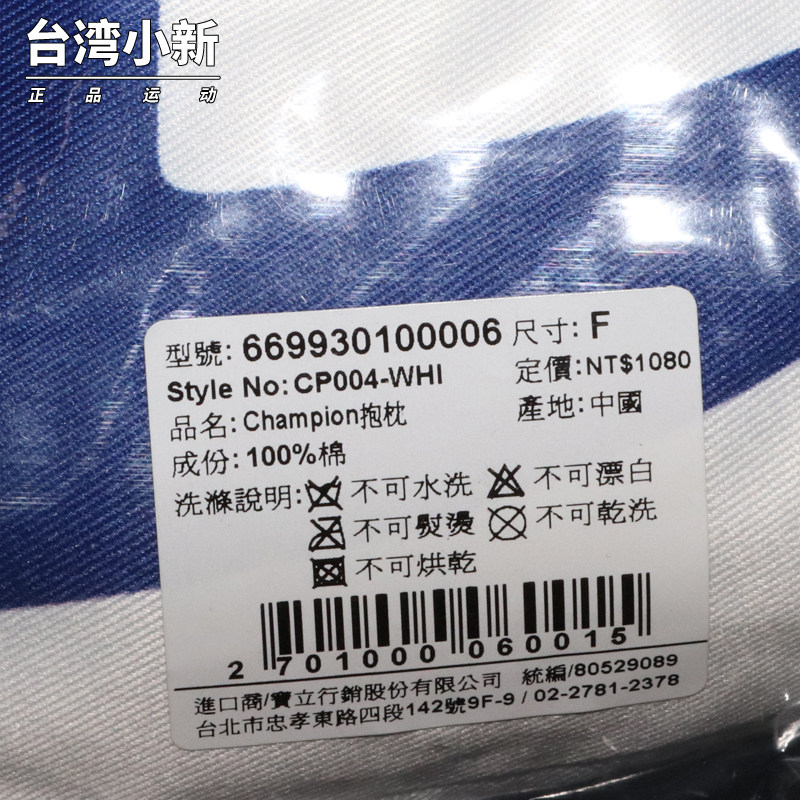 台湾小新
正品运动
型號: 669930100006 尺寸: F
Style No: CP004-WHI 定價:NT$1080
品名: Champion抱枕 產地:中國
成份: 100%棉
洗滌說明: 不可水洗 不可漂白
不可熨燙 不可乾洗
不可烘乾
2 701000 060015
進口商/寶立行銷股份有限公司 統編/80529089
台北市忠孝東路四段142號9F-9 / 02-2781-2378